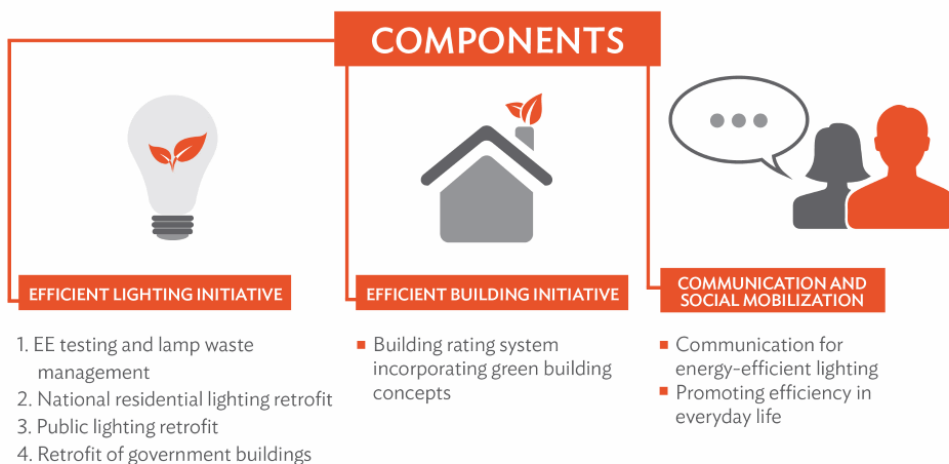 COMPONENTS
EFFICIENT LIGHTING INITIATIVE
1. EE testing and lamp waste
management
2. National residential lighting retrofit
3. Public lighting retrofit
4. Retrofit of government buildings
EFFICIENT BUILDING INITIATIVE
■ Building rating system
incorporating green building
concepts
COMMUNICATION AND
SOCIAL MOBILIZATION
■ Communication for
energy-efficient lighting
■ Promoting efficiency in
everyday life